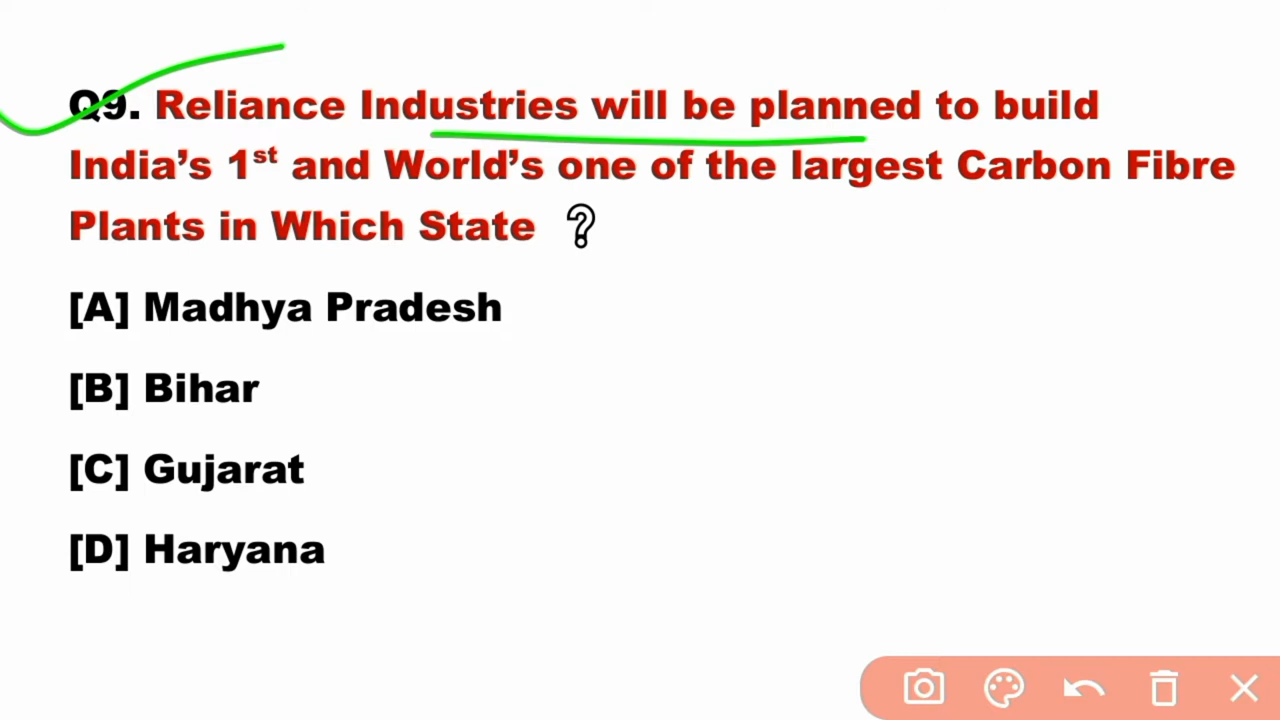 Q9. Reliance Industries will be planned to build
India's 1st and World's one of the largest Carbon Fibre
Plants in Which State ?
[A] Madhya Pradesh
[B] Bihar
[C] Gujarat
[D] Haryana